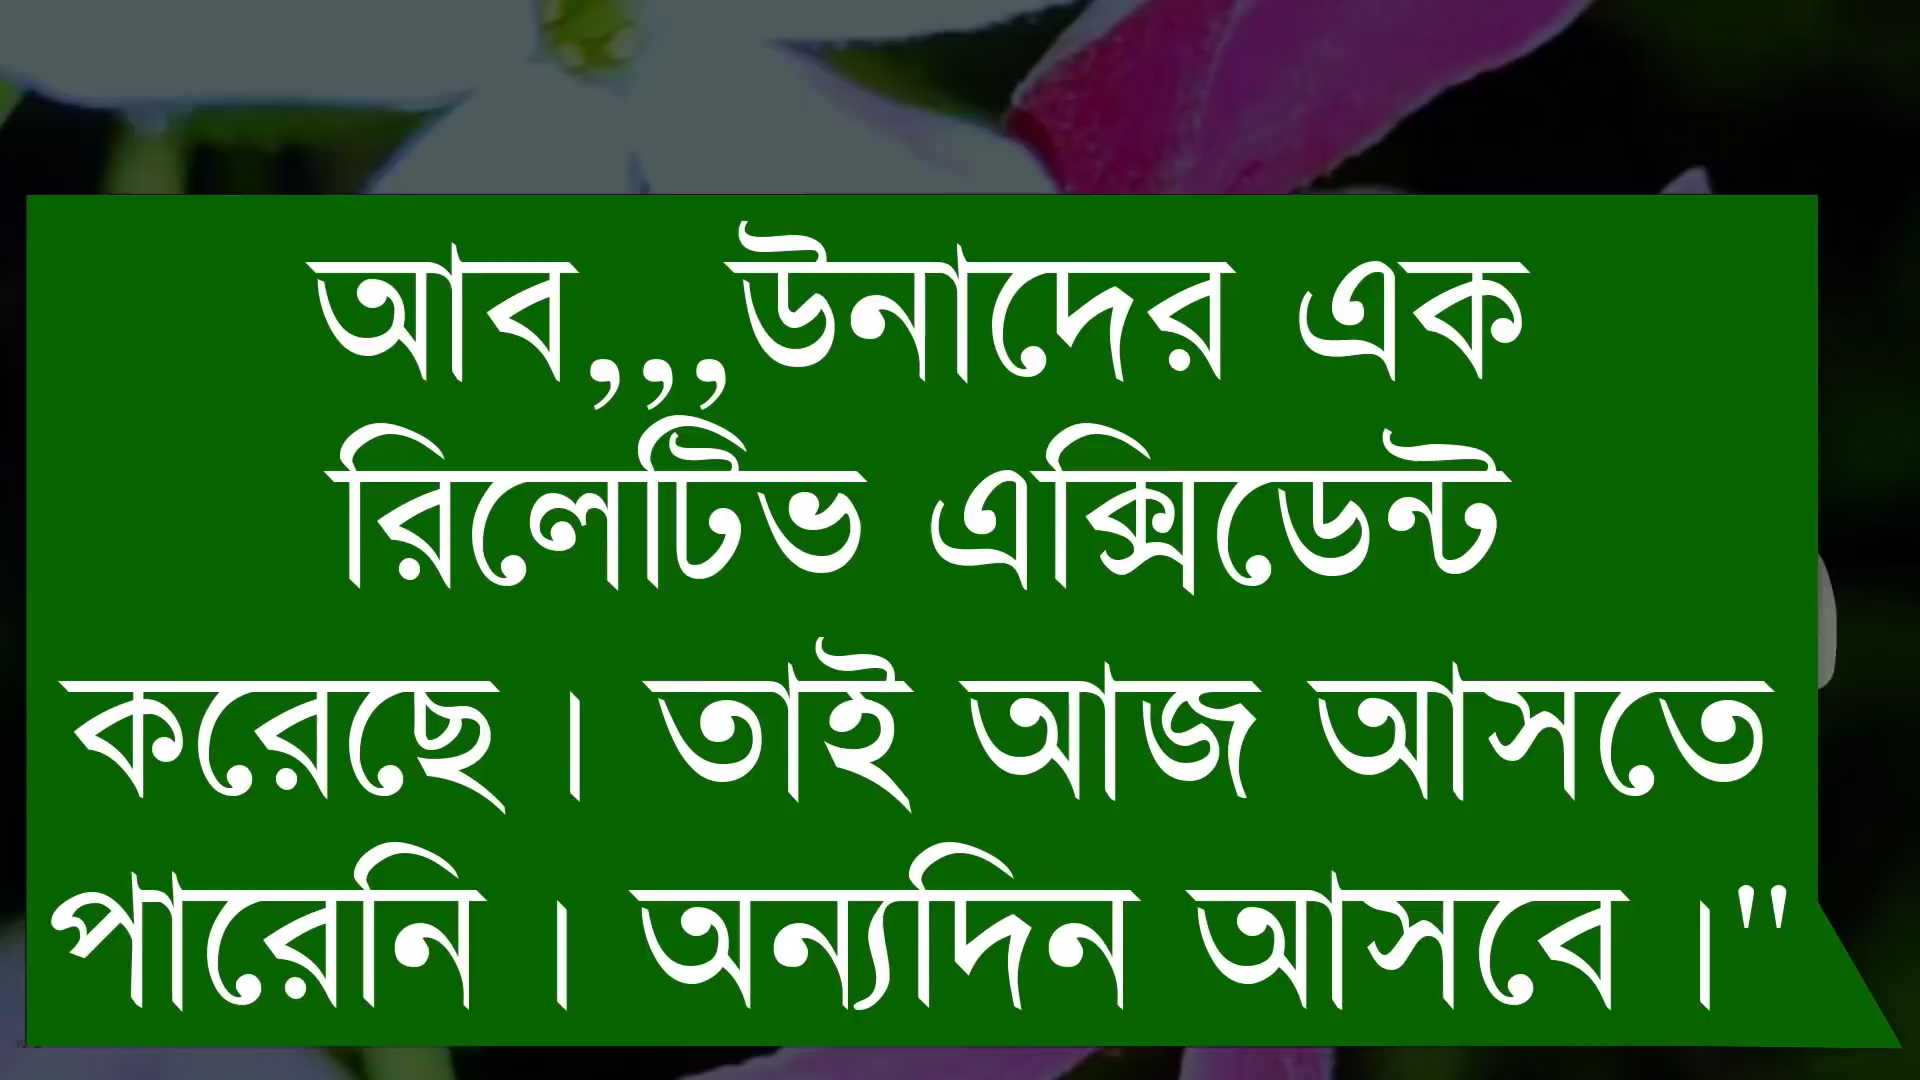 আব,,,উনাদের এক
রিলেটিভ এক্সিডেন্ট
করেছে । তাই আজ আসতে
পারেনি । অন্যদিন আসবে ।"